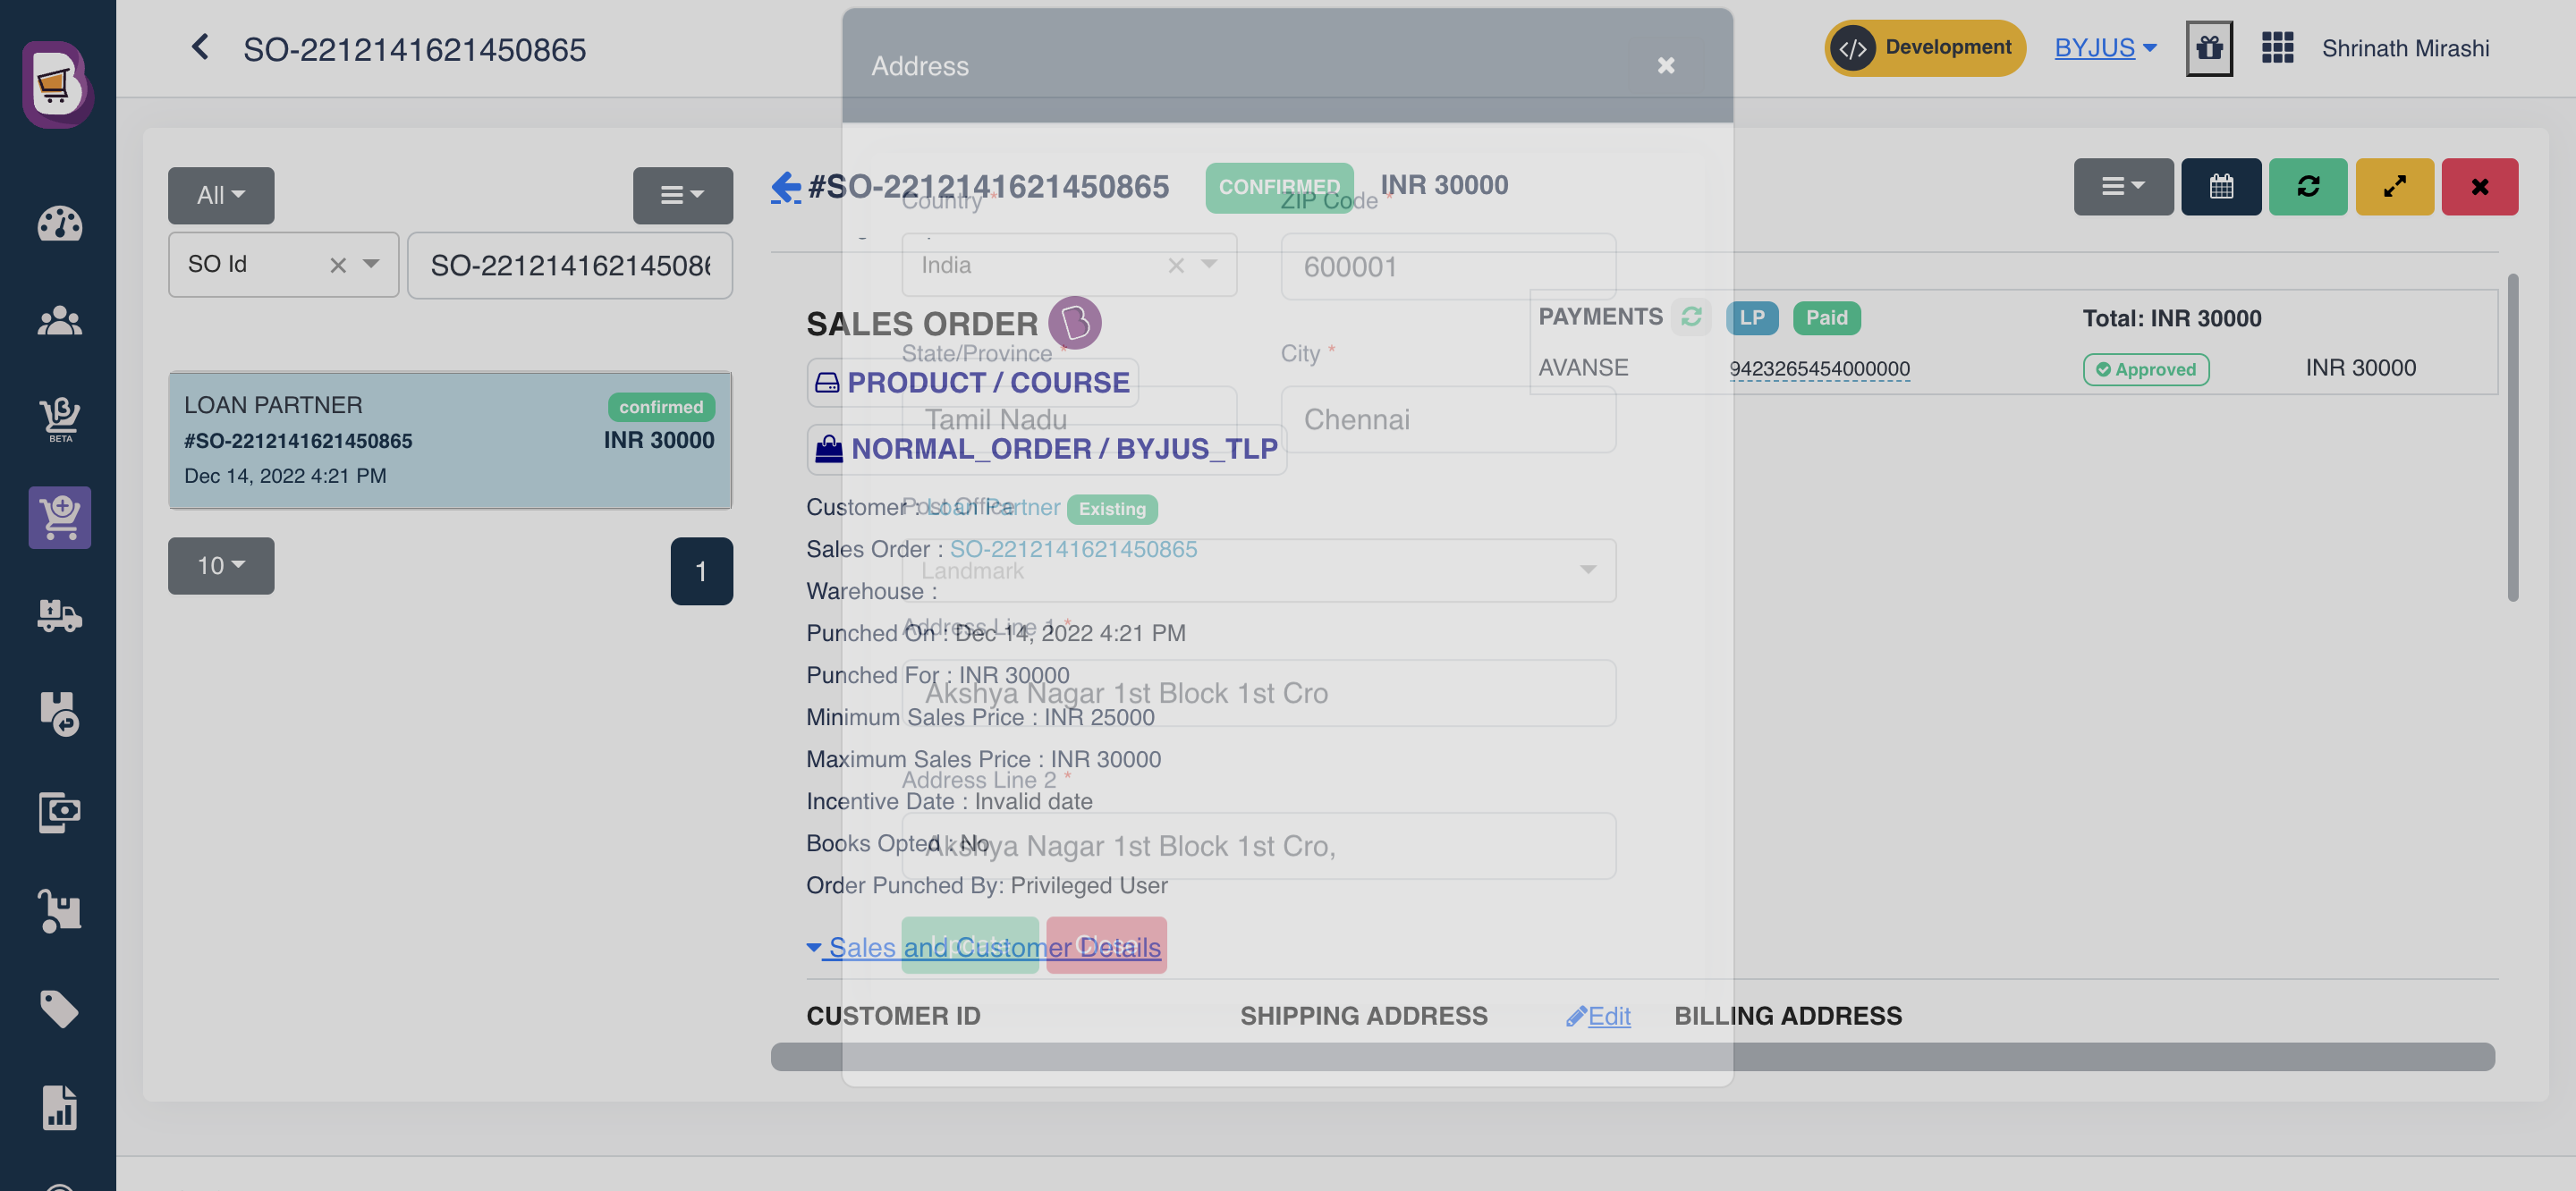 SO-2212141621450865
Development
BYJUS
Shrinath Mirashi
Address
All
SO Id
SO-22121416214508
LOAN PARTNER
confirmed
#SO-2212141621450865
INR 30000
Dec 14, 2022 4:21 PM
10
1
BETA
#SO-2212141621450865
CONFIRMED
INR 30000
Country *
ZIP Code *
India
600001
SALES ORDER
State/Province *
City *
PRODUCT / COURSE
Tamil Nadu
Chennai
NORMAL_ORDER / BYJUS_TLP
PAYMENTS
LP
Paid
Total: INR 30000
AVANSE
9423265454000000
Approved
INR 30000
Customer : Loan Partner
Existing
Post Office
Sales Order : SO-2212141621450865
Landmark
Warehouse :
Address Line 1 *
Punched On : Dec 14, 2022 4:21 PM
Punched For : INR 30000
Akshya Nagar 1st Block 1st Cro
Minimum Sales Price : INR 25000
Maximum Sales Price : INR 30000
Address Line 2 *
Incentive Date : Invalid date
Books Opted : No
Akshya Nagar 1st Block 1st Cro,
Order Punched By: Privileged User
Update
Close
Sales and Customer Details
CUSTOMER ID
SHIPPING ADDRESS
Edit
BILLING ADDRESS